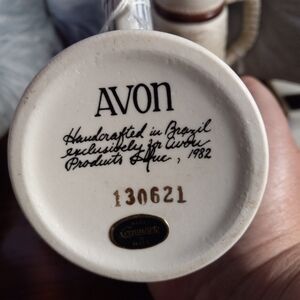 AVON
Handcrafted in Brazil
exclusively for Avon
Products Inc., 1982
130621